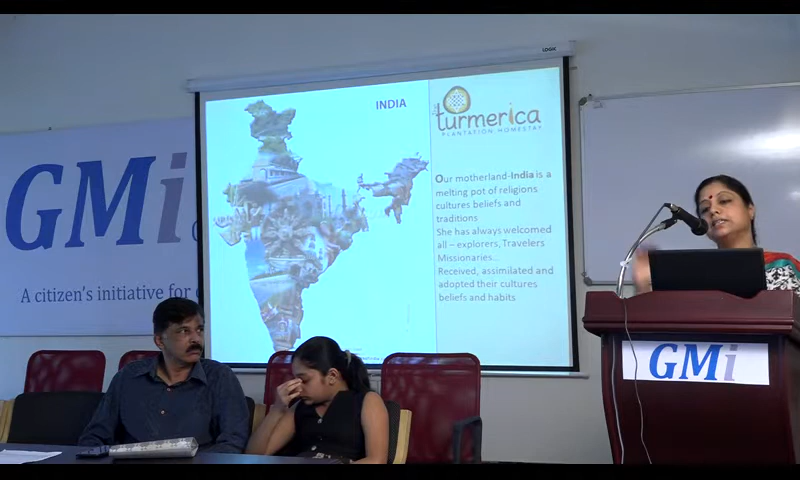 LOGIC
INDIA
turmerica
PLANTATION HOMESTAY
Our motherland-India is a
melting pot of religions
cultures beliefs and
traditions
She has always welcomed
all – explorers, Travelers
Missionaries...
Received, assimilated and
adopted their cultures
beliefs and habits
GMi
A citizen's initiative for
GMi